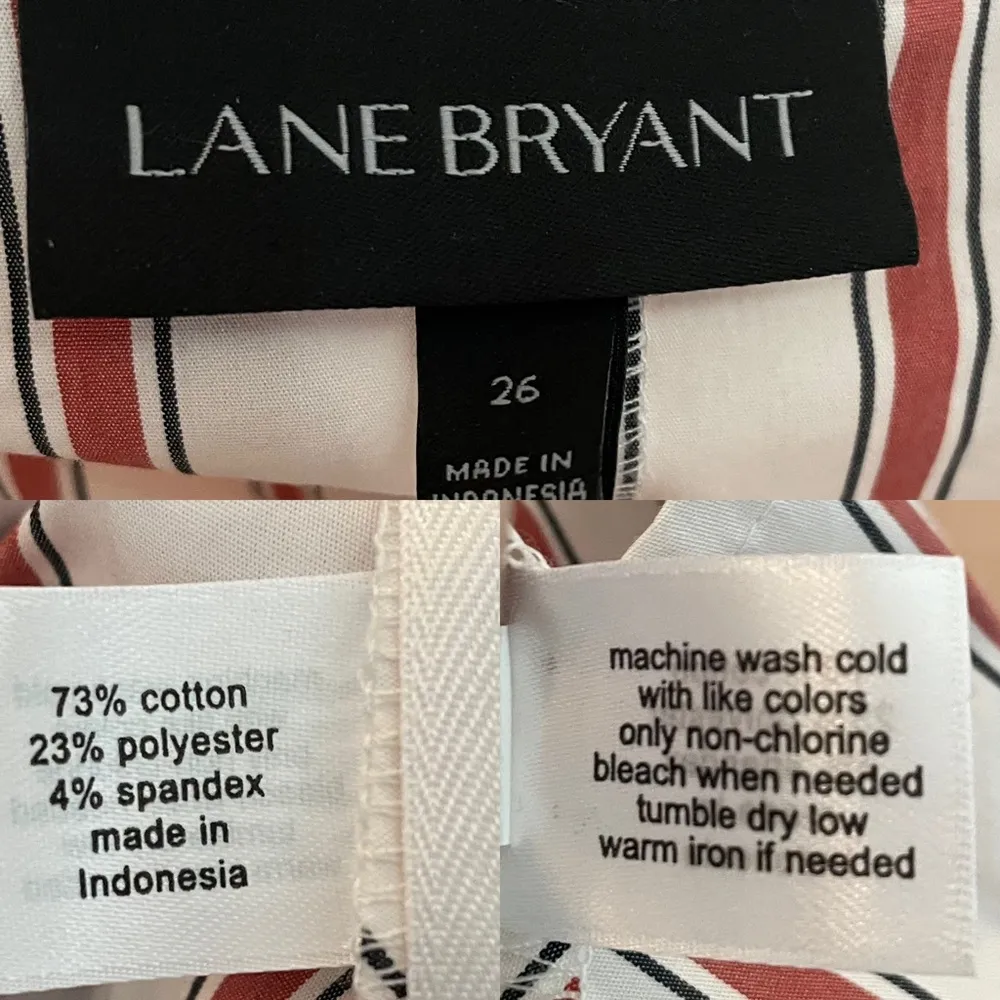 LANE BRYANT
26
MADE IN
INDONESIA
73% cotton
23% polyester
4% spandex
made in
Indonesia
machine wash cold
with like colors
only non-chlorine
bleach when needed
tumble dry low
warm iron if needed